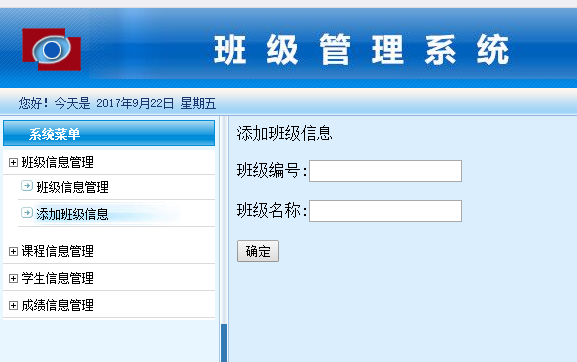 班级管理系统
您好！今天是 2017年9月22日 星期五
系统菜单
班级信息管理
班级信息管理
添加班级信息
课程信息管理
学生信息管理
成绩信息管理
添加班级信息
班级编号:
班级名称:
确定